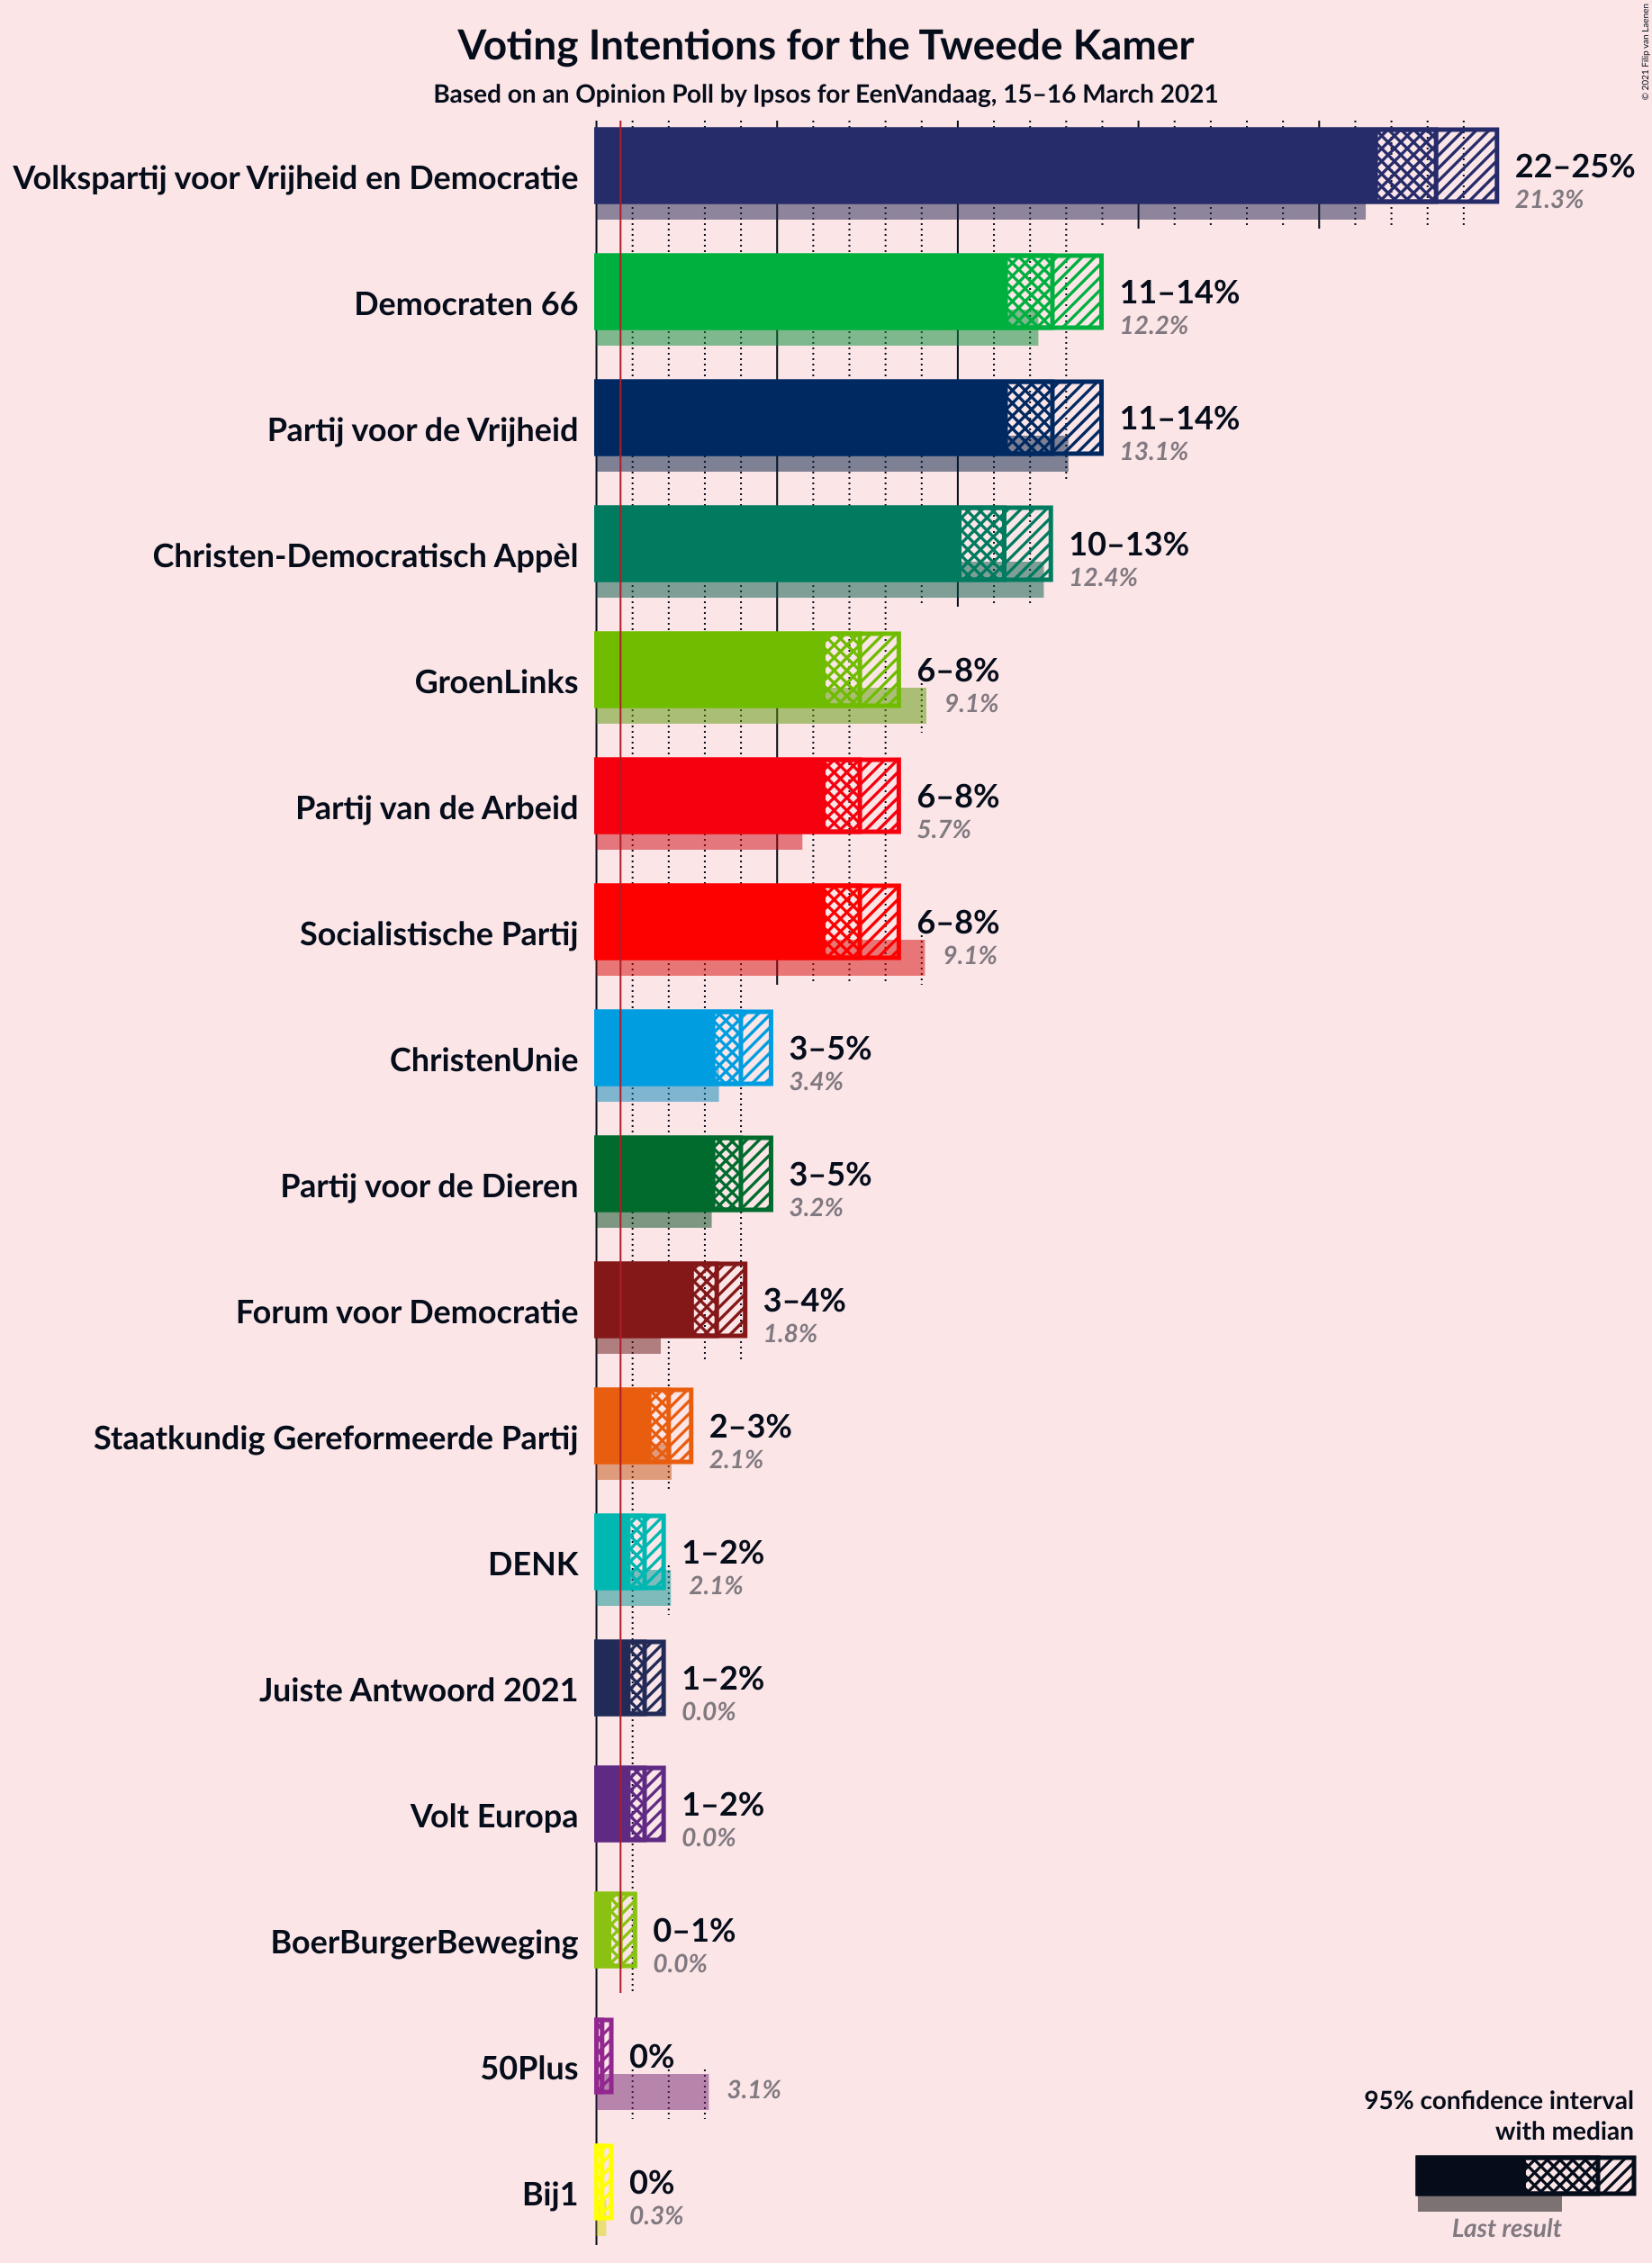 Voting Intentions for the Tweede Kamer
Based on an Opinion Poll by Ipsos for EenVandaag, 15–16 March 2021
© 2021 Filip van Laenen
Volkspartij voor Vrijheid en Democratie
22–25%
21.3%
Democraten 66
11–14%
12.2%
Partij voor de Vrijheid
11–14%
13.1%
Christen-Democratisch Appèl
10–13%
12.4%
GroenLinks
6–8%
9.1%
Partij van de Arbeid
6–8%
5.7%
Socialistische Partij
6–8%
9.1%
ChristenUnie
3–5%
3.4%
Partij voor de Dieren
3–5%
3.2%
Forum voor Democratie
3–4%
1.8%
Staatkundig Gereformeerde Partij
2–3%
2.1%
DENK
1–2%
2.1%
Juiste Antwoord 2021
1–2%
0.0%
Volt Europa
1–2%
0.0%
BoerBurgerBeweging
0–1%
0.0%
50Plus
0%
3.1%
Bij1
0%
0.3%
95% confidence interval
with median
Last result